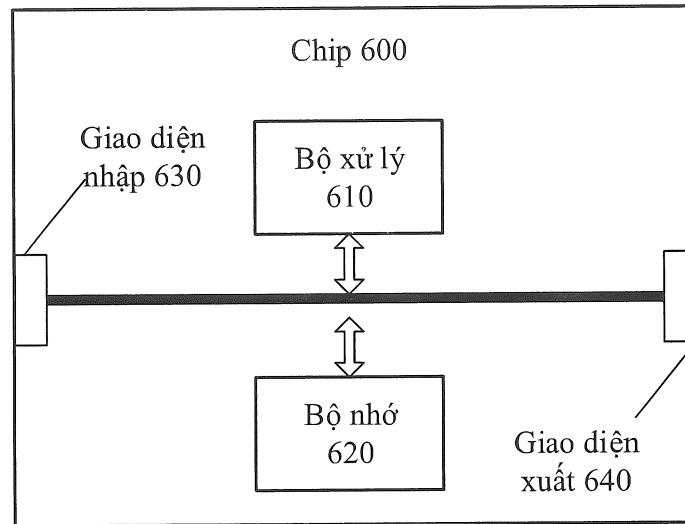 Chip 600
Giao diện
nhập 630
Bộ xử lý
610
Bộ nhớ
620
Giao diện
xuất 640